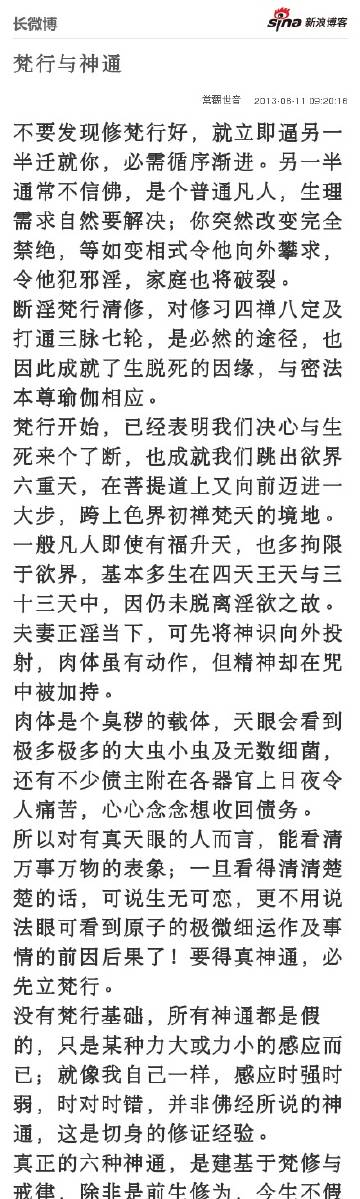 长微博
sina 新浪博客
梵行与神通
常观世音 2013-06-11 09:20:16
不要发现修梵行好，就立即逼另一
半迁就你，必需循序渐进。另一半
通常不信佛，是个普通凡人，生理
需求自然要解决；你突然改变完全
禁绝，等如变相式令他向外攀求，
令他犯邪淫，家庭也将破裂。
断淫梵行清修，对修习四禅八定及
打通三脉七轮，是必然的途径，也
因此成就了生脱死的因缘，与密法
本尊瑜伽相应。
梵行开始，已经表明我们决心与生
死来个了断，也成就我们跳出欲界
六重天，在菩提道上又向前迈进一
大步，跨上色界初禅梵天的境地。
一般凡人即使有福升天，也多拘限
于欲界，基本多生在四天王天与三
十三天中，因仍未脱离淫欲之故。
夫妻正淫当下，可先将神识向外投
射，肉体虽有动作，但精神却在咒
中被加持。
肉体是个臭秽的载体，天眼会看到
极多极多的大虫小虫及无数细菌，
还有不少债主附在各器官上日夜令
人痛苦，心心念念想收回债务。
所以对有真天眼的人而言，能看清
万事万物的表象；一旦看得清清楚
楚的话，可说生无可恋，更不用说
法眼可看到原子的极微细运作及事
情的前因后果了！要得真神通，必
先立梵行。
没有梵行基础，所有神通都是假
的，只是某种力大或力小的感应而
已；就像我自己一样，感应时强时
弱，时对时错，并非佛经所说的神
通，这是切身的修证经验。
真正的六种神通，是建基于梵修与
戒律，除非是前生修为，今生不假